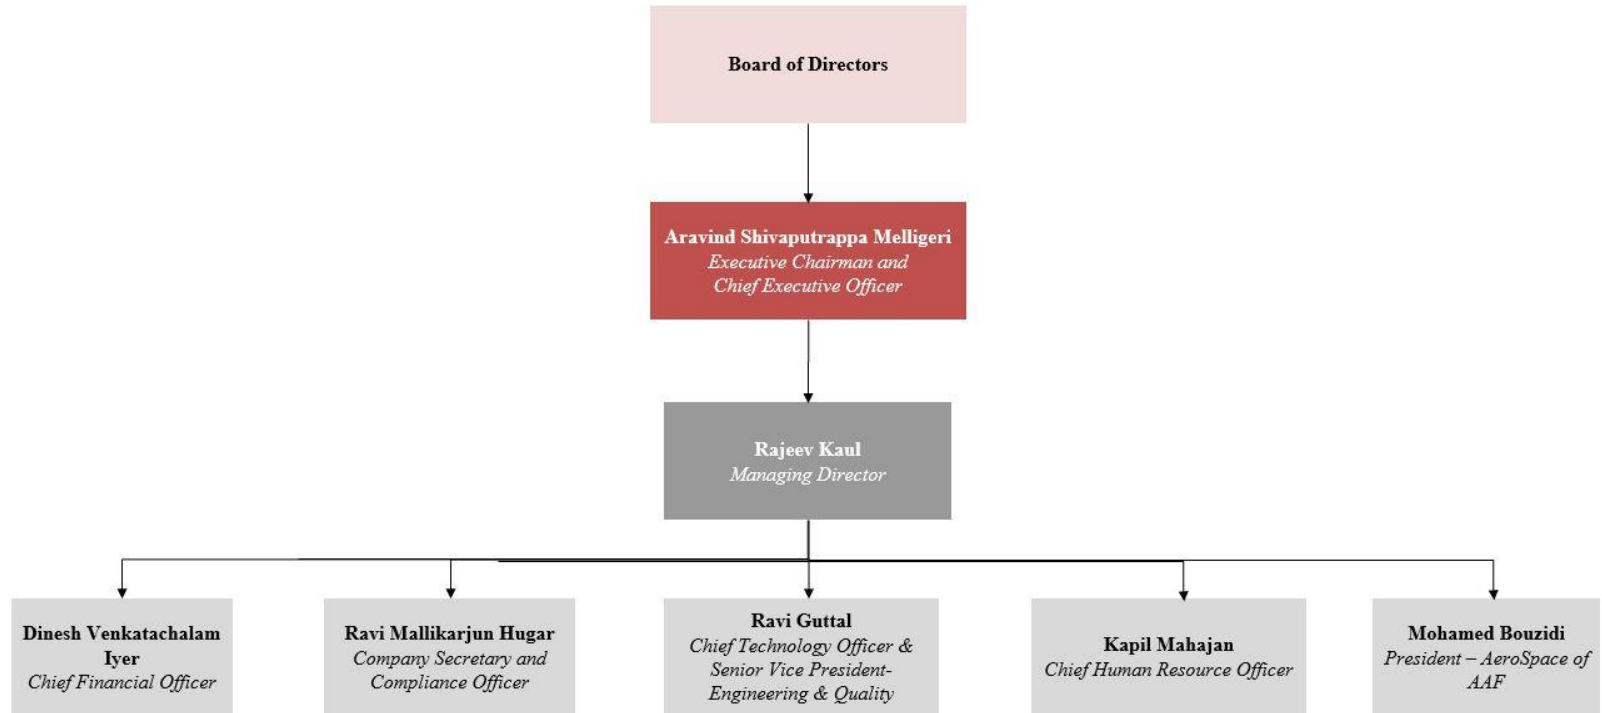 Board of Directors
Aravind Shivaputrappa Melligeri
Executive Chairman and
Chief Executive Officer
Rajeev Kaul
Managing Director
Dinesh Venkatachalam
Iyer
Chief Financial Officer
Ravi Mallikarjun Hugar
Company Secretary and
Compliance Officer
Ravi Guttal
Chief Technology Officer &
Senior Vice President-
Engineering & Quality
Kapil Mahajan
Chief Human Resource Officer
Mohamed Bouzidi
President – AeroSpace of
AAF